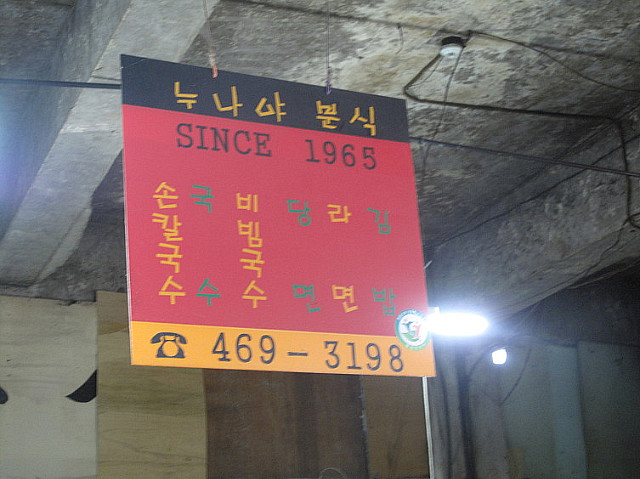 누나야 분식
SINCE 1965
손칼국수
국수
비빔국수
당면
라면
김밥
469-3198